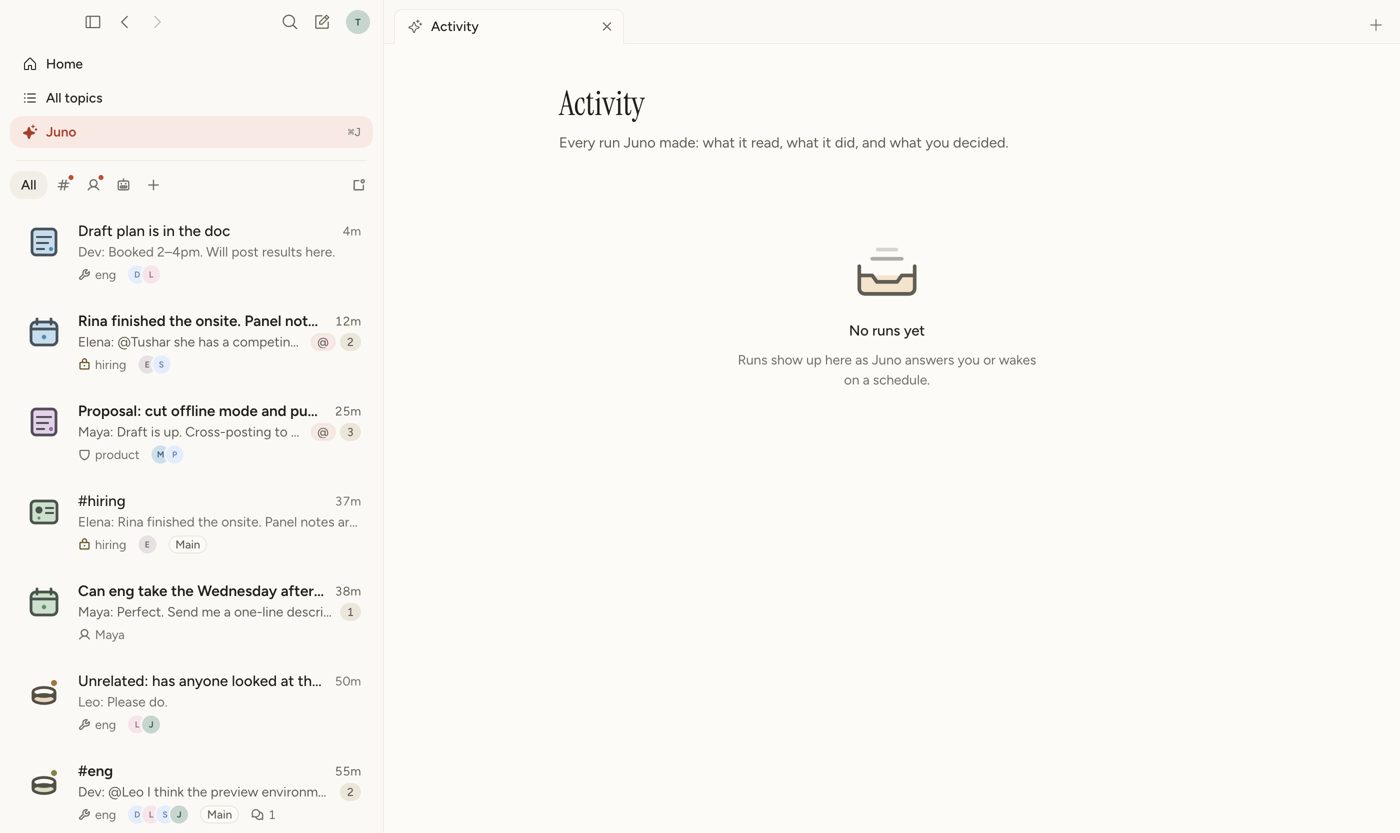 T
Home
All topics
Juno ⌘J
All
Draft plan is in the doc 4m
Dev: Booked 2–4pm. Will post results here.
eng D L
Rina finished the onsite. Panel not... 12m
Elena: @Tushar she has a competin... @ 2
hiring E S
Proposal: cut offline mode and pu... 25m
Maya: Draft is up. Cross-posting to ... @ 3
product M P
#hiring 37m
Elena: Rina finished the onsite. Panel notes ar...
hiring E Main
Can eng take the Wednesday after... 38m
Maya: Perfect. Send me a one-line descri... 1
Maya
Unrelated: has anyone looked at th... 50m
Leo: Please do.
eng L J
#eng 55m
Dev: @Leo I think the preview environm... 2
eng D L S J Main 1
Activity
Activity
Every run Juno made: what it read, what it did, and what you decided.
No runs yet
Runs show up here as Juno answers you or wakes
on a schedule.